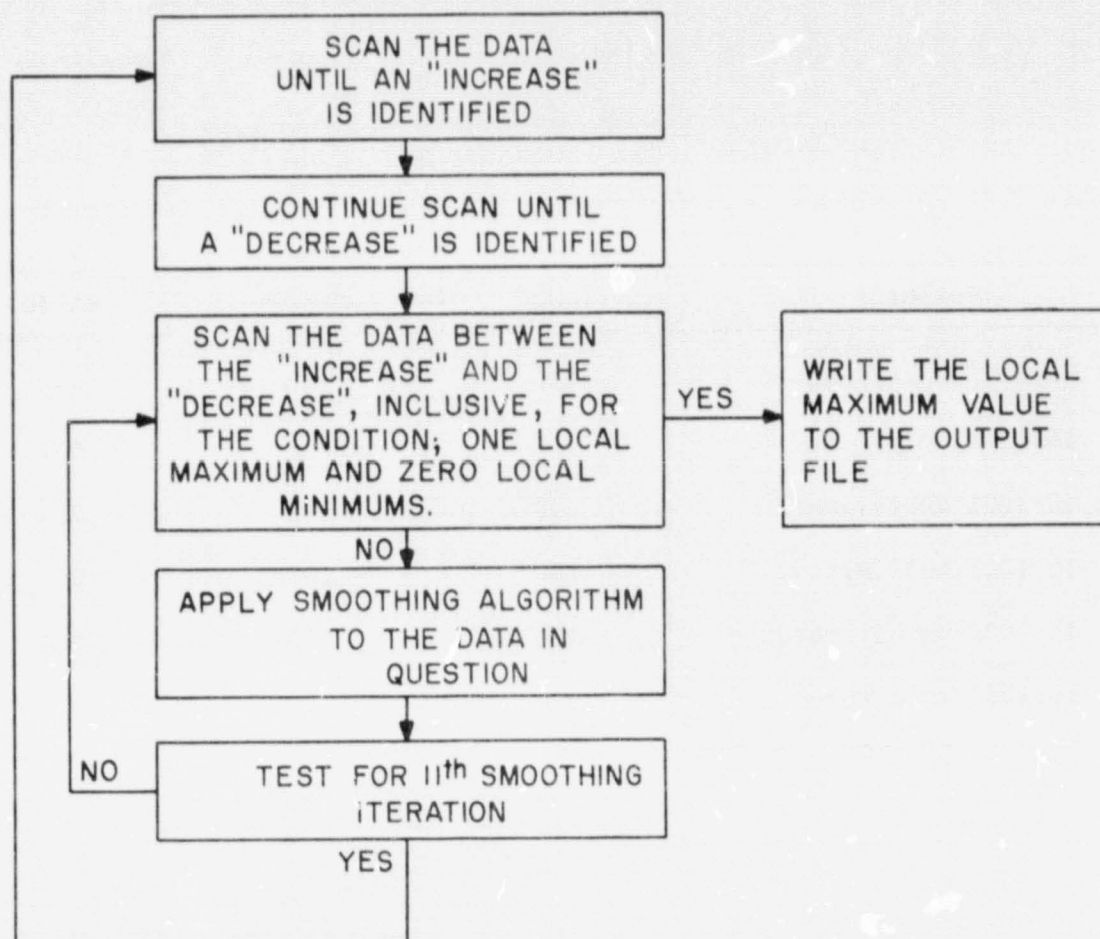 SCAN THE DATA
UNTIL AN "INCREASE"
IS IDENTIFIED
CONTINUE SCAN UNTIL
A "DECREASE" IS IDENTIFIED
SCAN THE DATA BETWEEN
THE "INCREASE" AND THE
"DECREASE", INCLUSIVE, FOR
THE CONDITION; ONE LOCAL
MAXIMUM AND ZERO LOCAL
MiNIMUMS.
YES
WRITE THE LOCAL
MAXIMUM VALUE
TO THE OUTPUT
FILE
NO
APPLY SMOOTHING ALGORITHM
TO THE DATA IN
QUESTION
NO
TEST FOR 11th SMOOTHING
iTERATION
YES